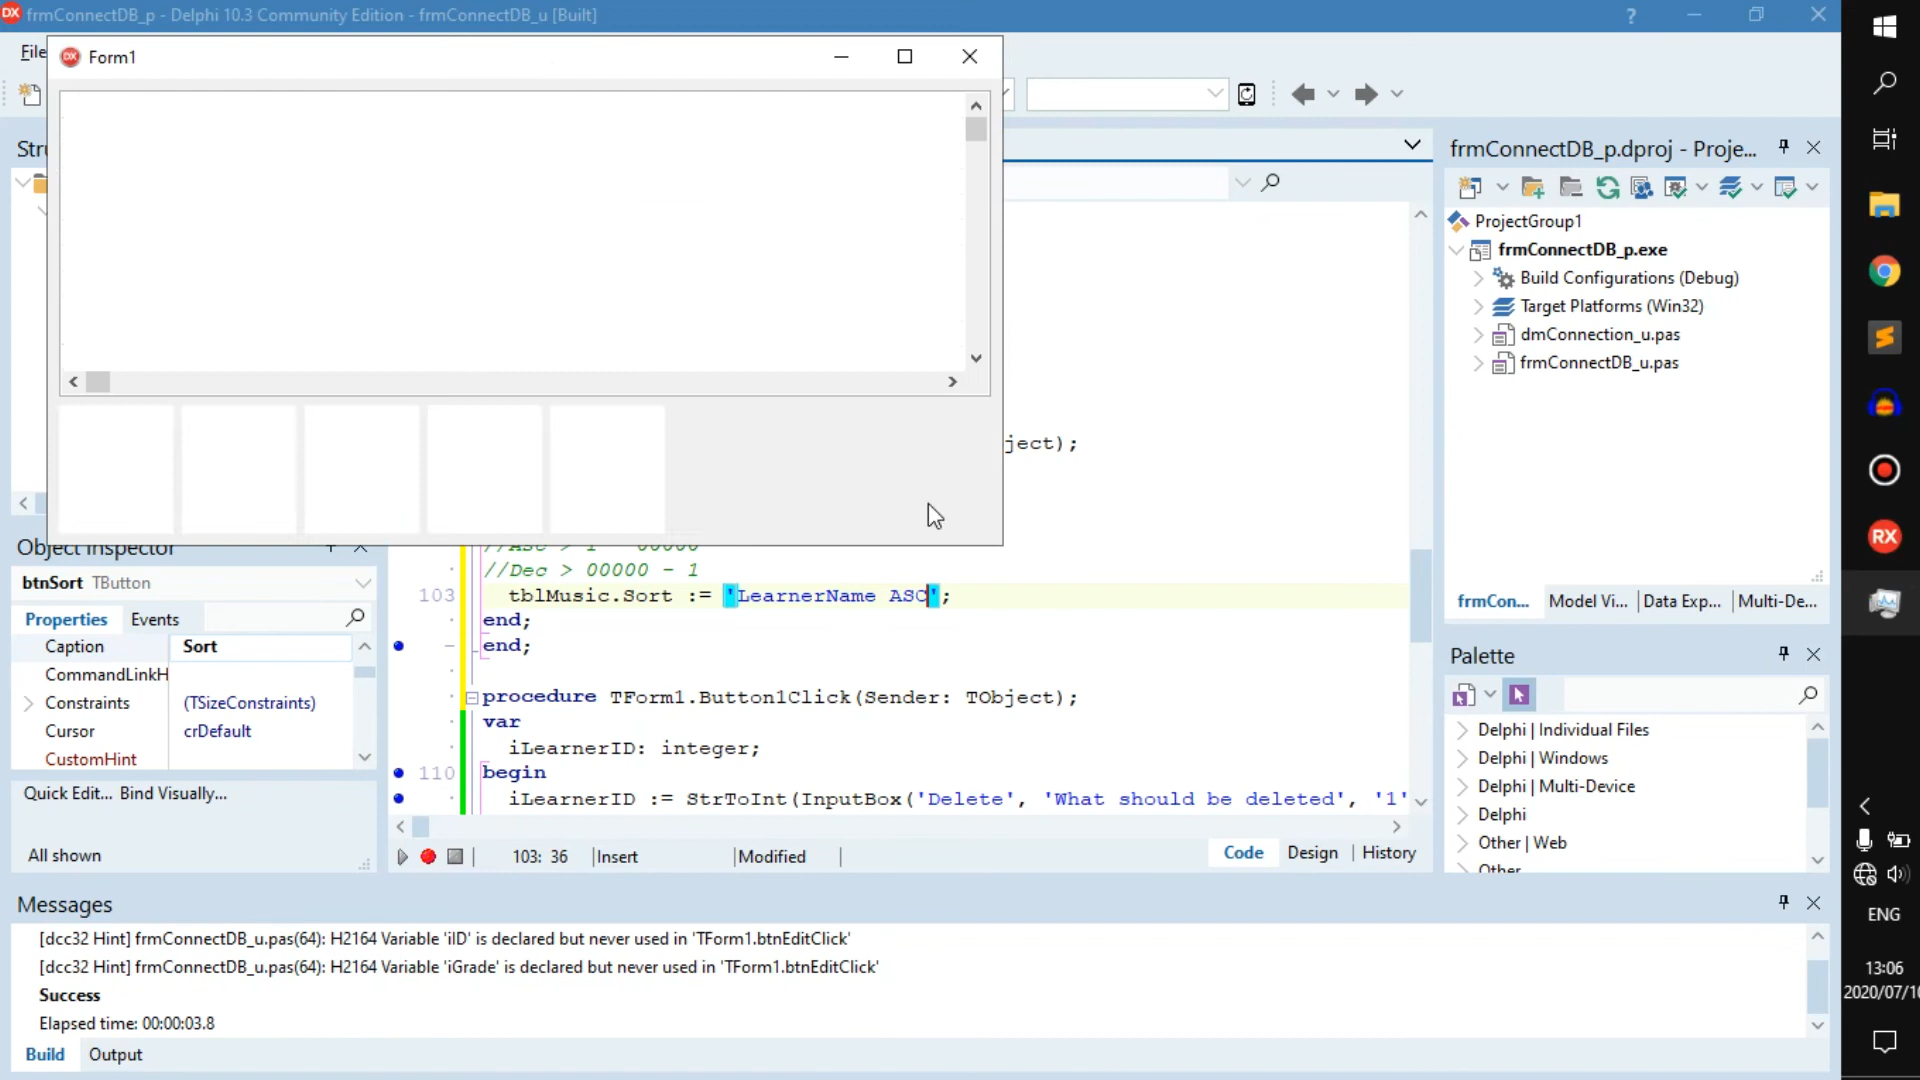 frmConnectDB_p - Delphi 10.3 Community Edition - frmConnectDB_u [Built]
File
Form1
Stru
frmConnectDB_p.dproj - Proje...
ProjectGroup1
frmConnectDB_p.exe
Build Configurations (Debug)
Target Platforms (Win32)
dmConnection_u.pas
frmConnectDB_u.pas
frmCon...
Model Vi...
Data Exp...
Multi-De...
ject);
//Dec > 00000 - 1
103 tblMusic.Sort := 'LearnerName ASC';
end;
end;
procedure TForm1.Button1Click(Sender: TObject);
var
iLearnerID: integer;
110 begin
iLearnerID := StrToInt(InputBox('Delete', 'What should be deleted', '1'
103: 36
Insert
Modified
Code
Design
History
Object Inspector
btnSort TButton
Properties
Events
Caption Sort
CommandLinkH
Constraints (TSizeConstraints)
Cursor crDefault
CustomHint
Quick Edit... Bind Visually...
All shown
Palette
Delphi | Individual Files
Delphi | Windows
Delphi | Multi-Device
Delphi
Other | Web
Other
Messages
[dcc32 Hint] frmConnectDB_u.pas(64): H2164 Variable 'iID' is declared but never used in 'TForm1.btnEditClick'
[dcc32 Hint] frmConnectDB_u.pas(64): H2164 Variable 'iGrade' is declared but never used in 'TForm1.btnEditClick'
Success
Elapsed time: 00:00:03.8
Build
Output
RX
ENG
13:06
2020/07/10